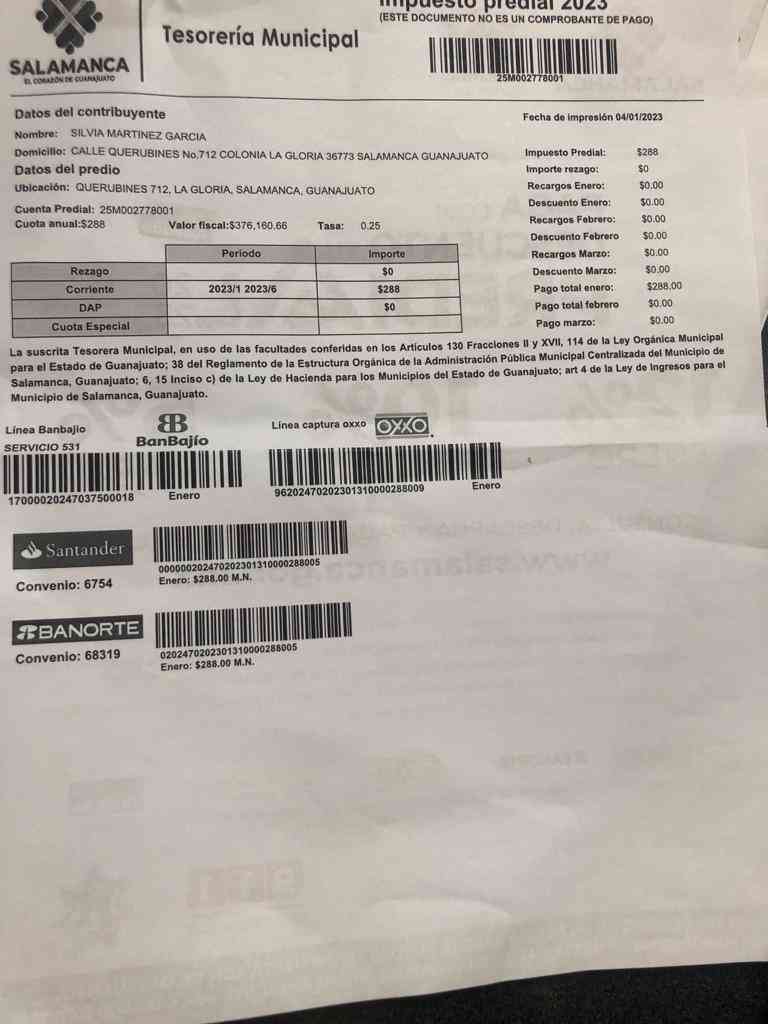 Impuesto predial 2023
(ESTE DOCUMENTO NO ES UN COMPROBANTE DE PAGO)
Tesorería Municipal
SALAMANCA
EL CORAZÓN DE GUANAJUATO
25M002778001
Datos del contribuyente
Fecha de impresión 04/01/2023
Nombre: SILVIA MARTINEZ GARCIA
Domicilio: CALLE QUERUBINES No,712 COLONIA LA GLORIA 36773 SALAMANCA GUANAJUATO
Datos del predio
Ubicación: QUERUBINES 712, LA GLORIA, SALAMANCA, GUANAJUATO
Cuenta Predial: 25M002778001
Cuota anual:$288 Valor fiscal:$376,160.66 Tasa: 0.25
Impuesto Predial: $288
Importe rezago: $0
Recargos Enero: $0.00
Descuento Enero: $0.00
Recargos Febrero: $0.00
Descuento Febrero $0.00
Recargos Marzo: $0.00
Descuento Marzo: $0.00
Pago total enero: $288.00
Pago total febrero $0.00
Pago marzo: $0.00
Periodo Importe
Rezago $0
Corriente 2023/1 2023/6 $288
DAP $0
Cuota Especial
La suscrita Tesorera Municipal, en uso de las facultades conferidas en los Artículos 130 Fracciones II y XVII, 114 de la Ley Orgánica Municipal
para el Estado de Guanajuato; 38 del Reglamento de la Estructura Orgánica de la Administración Pública Municipal Centralizada del Municipio de
Salamanca, Guanajuato; 6, 15 Inciso c) de la Ley de Hacienda para los Municipios del Estado de Guanajuato; art 4 de la Ley de Ingresos para el
Municipio de Salamanca, Guanajuato.
Línea Banbajio
SERVICIO 531
BanBajío
17000020247037500018 Enero
Línea captura oxxo OXXO
96202470202301310000288009 Enero
Santander
Convenio: 6754
000000202470202301310000288005
Enero: $288.00 M.N.
BANORTE
Convenio: 68319
0202470202301310000288005
Enero: $288.00 M.N.